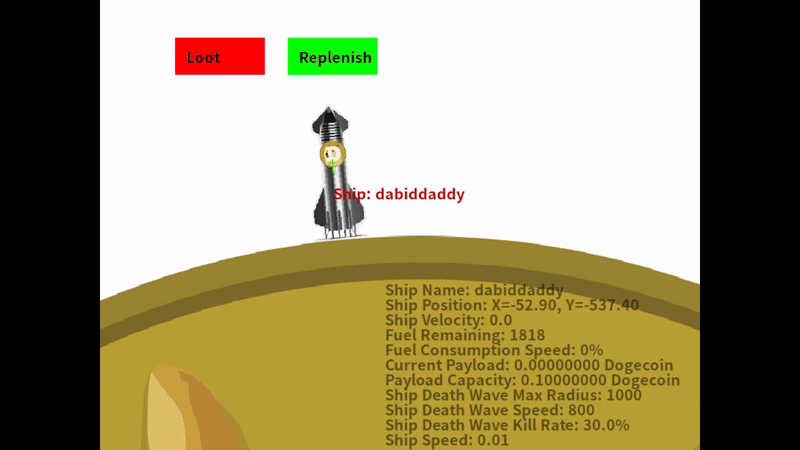 Loot
Replenish
Ship: dabiddaddy
Ship Name: dabiddaddy
Ship Position: X=-52.90, Y=-537.40
Ship Velocity: 0.0
Fuel Remaining: 1818
Fuel Consumption Speed: 0%
Current Payload: 0.00000000 Dogecoin
Payload Capacity: 0.10000000 Dogecoin
Ship Death Wave Max Radius: 1000
Ship Death Wave Speed: 800
Ship Death Wave Kill Rate: 30.0%
Ship Speed: 0.01